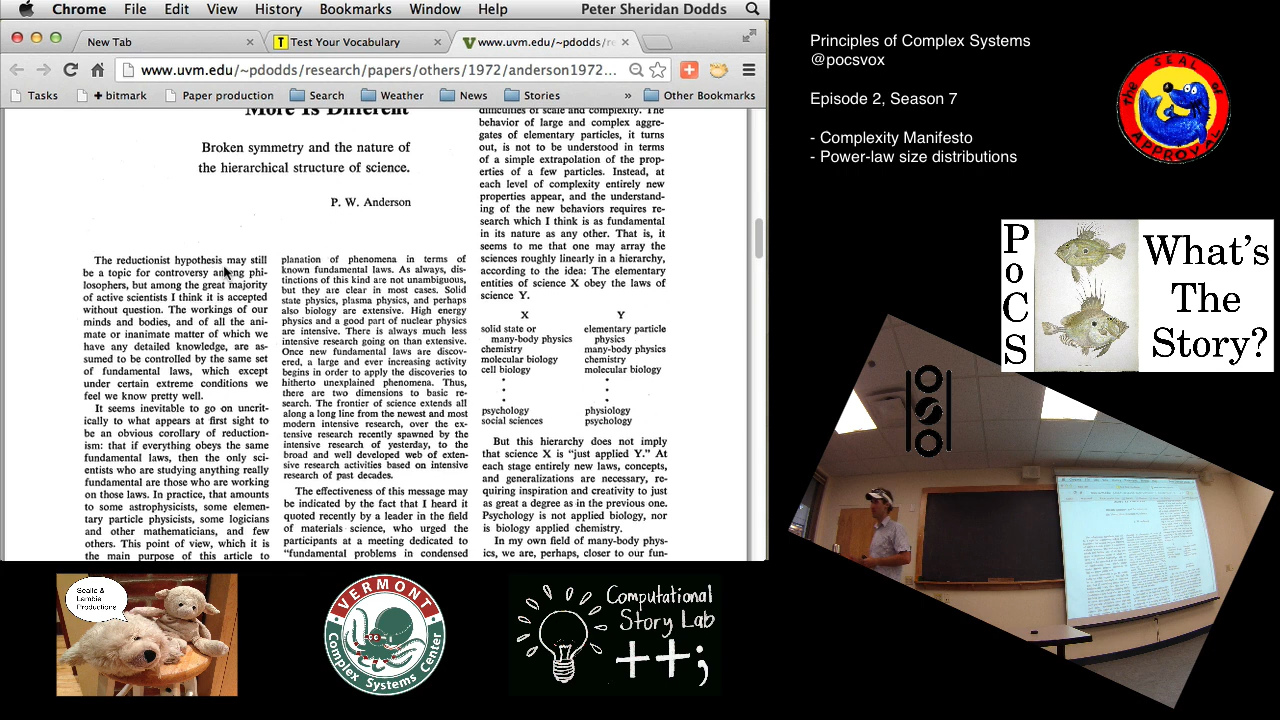 Chrome File Edit View History Bookmarks Window Help Peter Sheridan Dodds
New Tab
Test Your Vocabulary
www.uvm.edu/~pdodds/re
www.uvm.edu/~pdodds/research/papers/others/1972/anderson1972...
Tasks
+ bitmark
Paper production
Search
Weather
News
Stories
»
Other Bookmarks
More Is Different
Broken symmetry and the nature of
the hierarchical structure of science.
P. W. Anderson
The reductionist hypothesis may still
be a topic for controversy among phi-
losophers, but among the great majority
of active scientists I think it is accepted
without question. The workings of our
minds and bodies, and of all the ani-
mate or inanimate matter of which we
have any detailed knowledge, are as-
sumed to be controlled by the same set
of fundamental laws, which except
under certain extreme conditions we
feel we know pretty well.
It seems inevitable to go on uncrit-
ically to what appears at first sight to
be an obvious corollary of reduction-
ism: that if everything obeys the same
fundamental laws, then the only sci-
entists who are studying anything really
fundamental are those who are working
on those laws. In practice, that amounts
to some astrophysicists, some elemen-
tary particle physicists, some logicians
and other mathematicians, and few
others. This point of view, which it is
the main purpose of this article to
planation of phenomena in terms of
known fundamental laws. As always, dis-
tinctions of this kind are not unambiguous,
but they are clear in most cases. Solid
state physics, plasma physics, and perhaps
also biology are extensive. High energy
physics and a good part of nuclear physics
are intensive. There is always much less
intensive research going on than extensive.
Once new fundamental laws are discov-
ered, a large and ever increasing activity
begins in order to apply the discoveries to
hitherto unexplained phenomena. Thus,
there are two dimensions to basic re-
search. The frontier of science extends all
along a long line from the newest and most
modern intensive research, over the ex-
tensive research recently spawned by the
intensive research of yesterday, to the
broad and well developed web of exten-
sive research activities based on intensive
research of past decades.
The effectiveness of this message may
be indicated by the fact that I heard it
quoted recently by a leader in the field
of materials science, who urged the
participants at a meeting dedicated to
"fundamental problems in condensed
difficulties of scale and complexity. The
behavior of large and complex aggre-
gates of elementary particles, it turns
out, is not to be understood in terms
of a simple extrapolation of the prop-
erties of a few particles. Instead, at
each level of complexity entirely new
properties appear, and the understand-
ing of the new behaviors requires re-
search which I think is as fundamental
in its nature as any other. That is, it
seems to me that one may array the
sciences roughly linearly in a hierarchy,
according to the idea: The elementary
entities of science X obey the laws of
science Y.
X Y
solid state or elementary particle
many-body physics physics
chemistry many-body physics
molecular biology chemistry
cell biology molecular biology
psychology physiology
social sciences psychology
But this hierarchy does not imply
that science X is "just applied Y." At
each stage entirely new laws, concepts,
and generalizations are necessary, re-
quiring inspiration and creativity to just
as great a degree as in the previous one.
Psychology is not applied biology, nor
is biology applied chemistry.
In my own field of many-body phys-
ics, we are, perhaps, closer to our fun-
Principles of Complex Systems
@pocsvox
Episode 2, Season 7
- Complexity Manifesto
- Power-law size distributions
the SEAL of
APPROVAL
PoCS
What's
The
Story?
Sealie &
Lambie
Productions
VERMONT
Complex Systems Center
Computational
Story Lab
++;